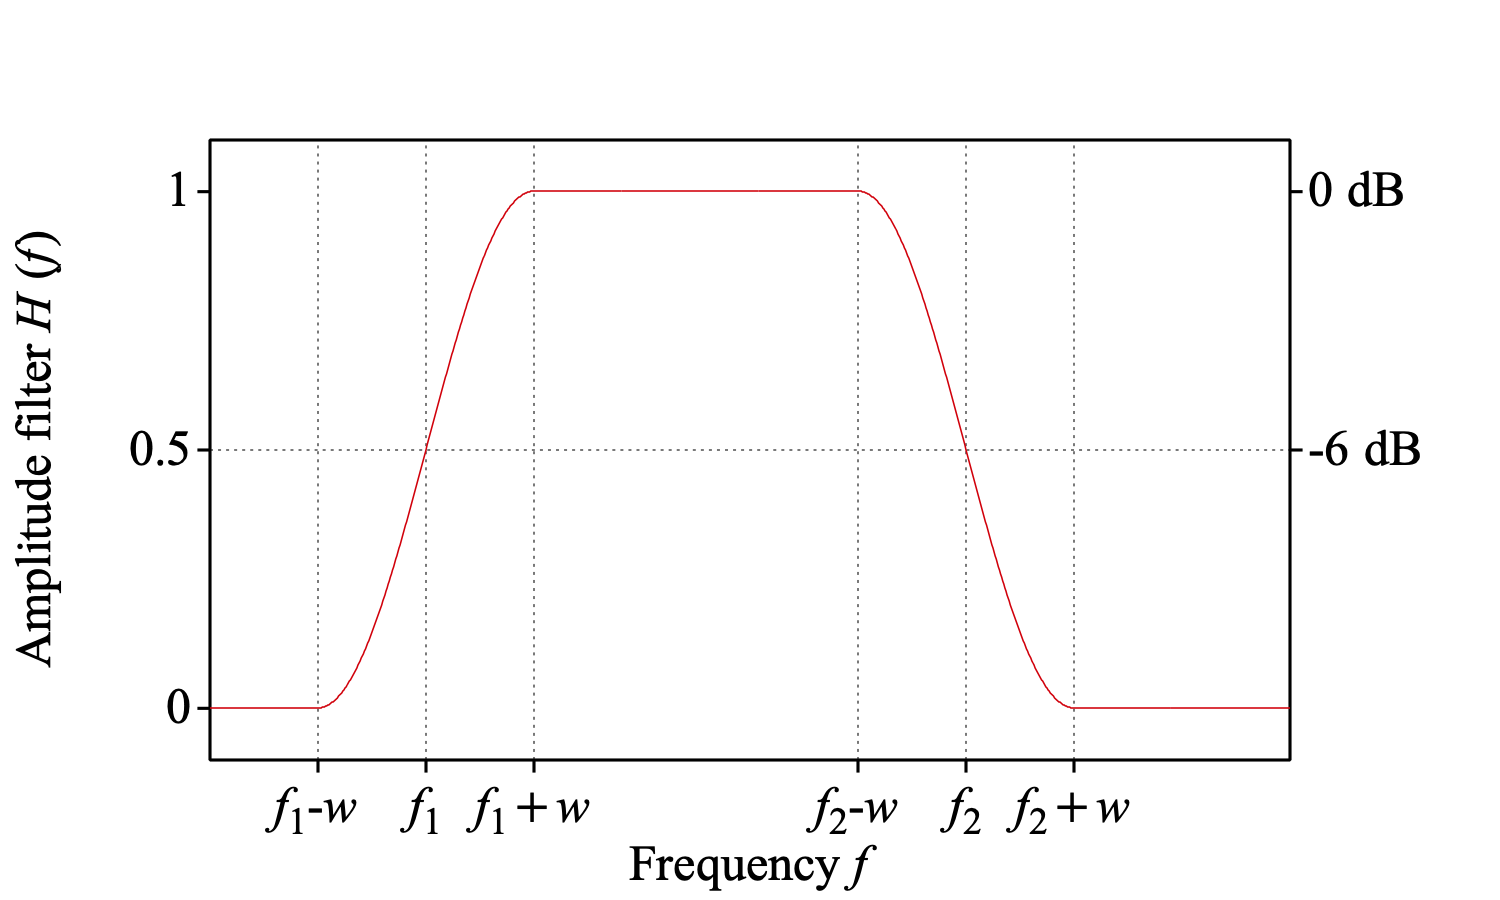 Amplitude filter H (f)
1
0 dB
0.5
-6 dB
0
f1-w f1 f1+w f2-w f2 f2+w
Frequency f